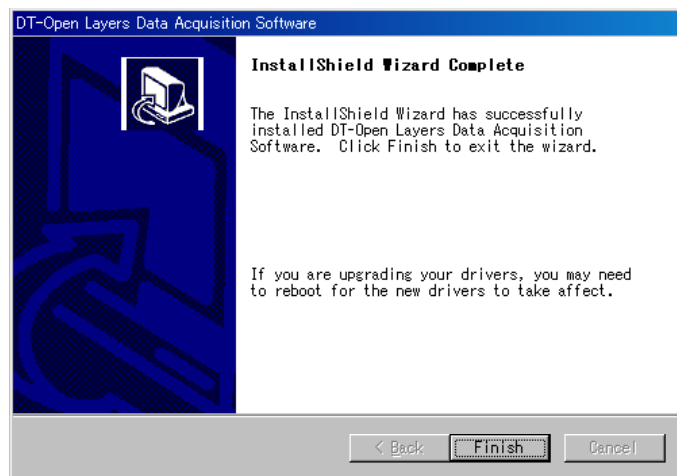 DT-Open Layers Data Acquisition Software
InstallShield Wizard Complete
The InstallShield Wizard has successfully
installed DT-Open Layers Data Acquisition
Software. Click Finish to exit the wizard.
If you are upgrading your drivers, you may need
to reboot for the new drivers to take affect.
< Back
Finish
Cancel